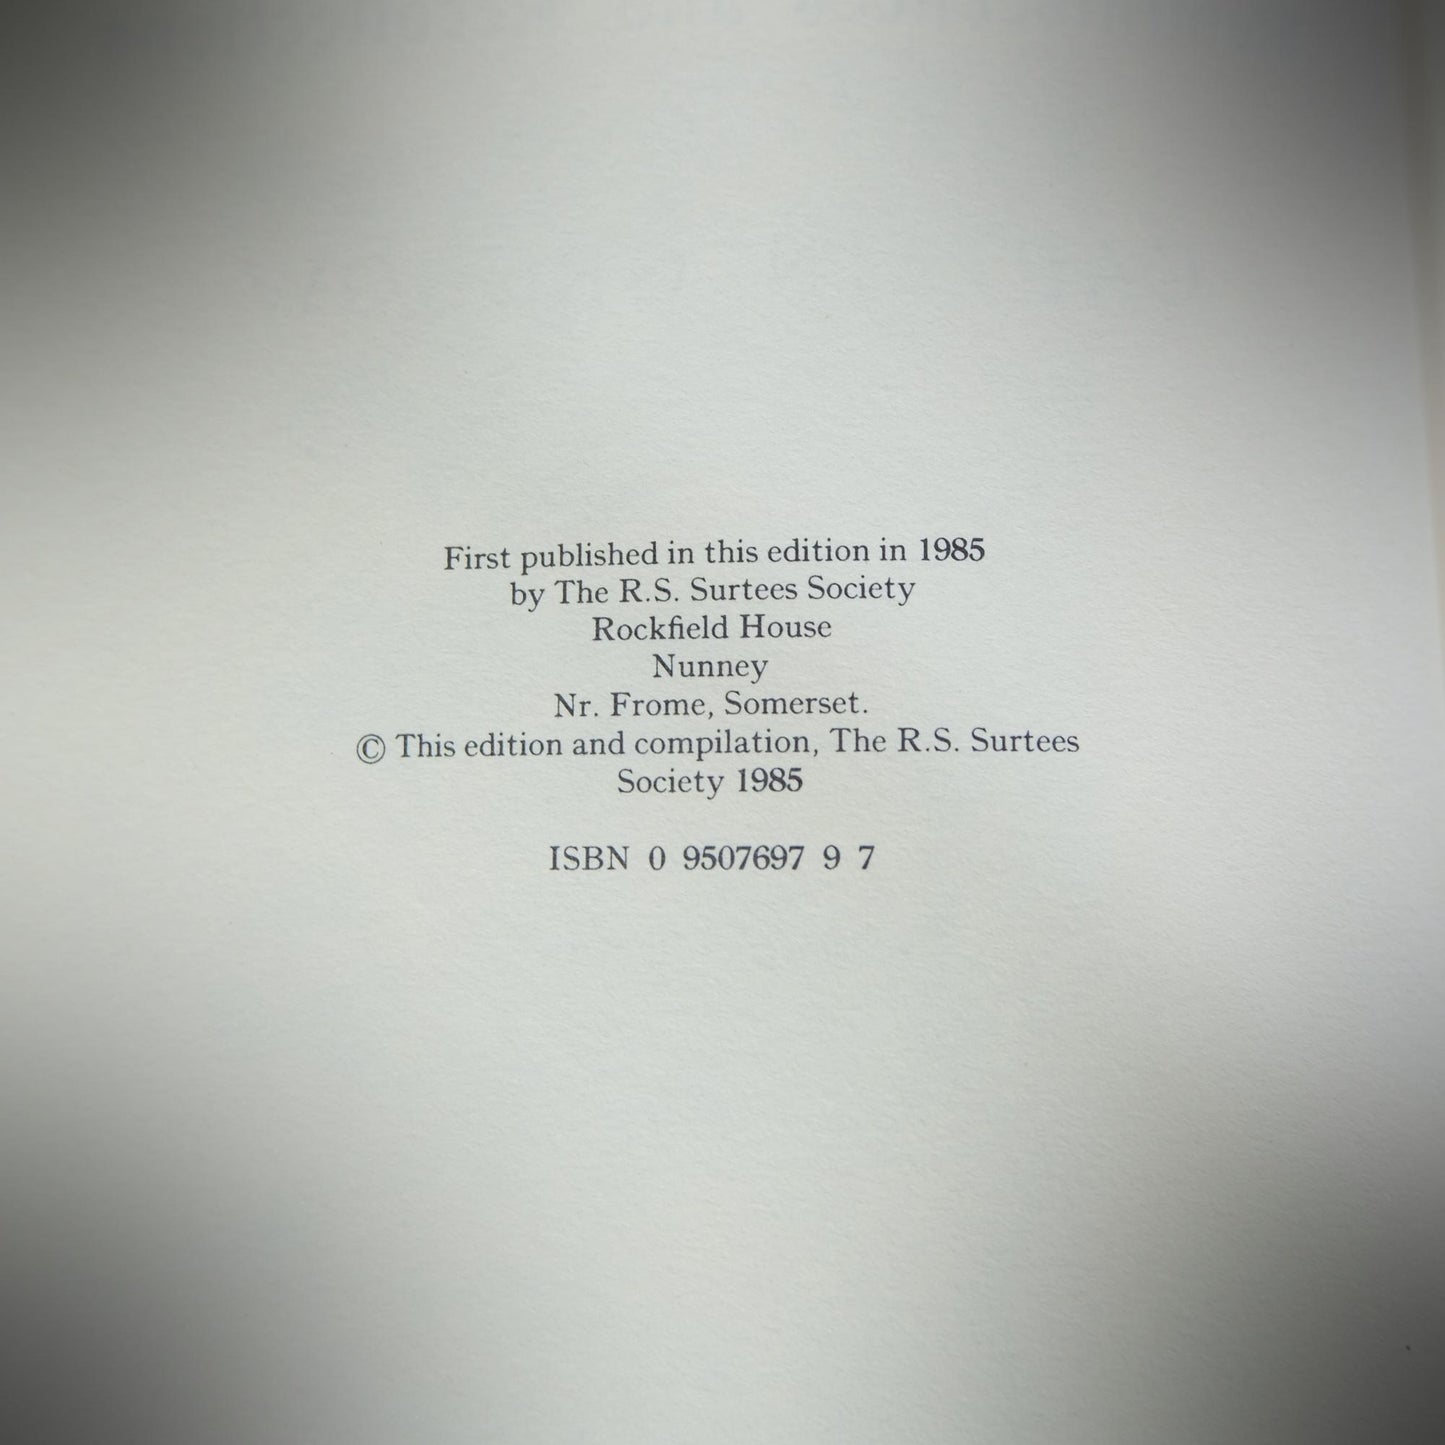 First published in this edition in 1985
by The R.S. Surtees Society
Rockfield House
Nunney
Nr. Frome, Somerset.
© This edition and compilation, The R.S. Surtees
Society 1985
ISBN 0 9507697 9 7